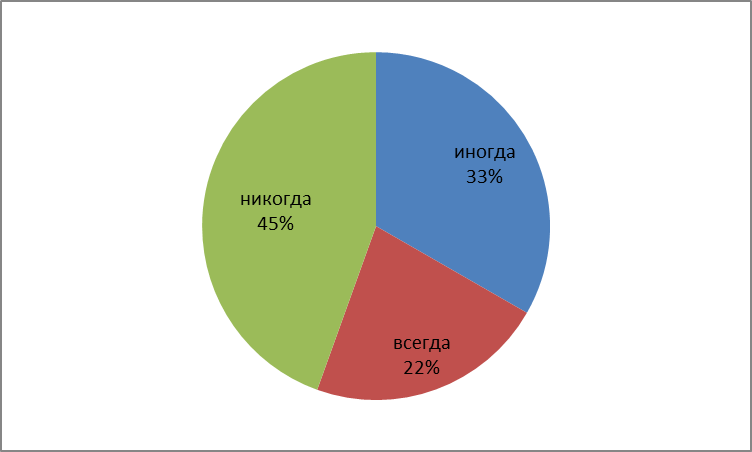 иногда
33%
никогда
45%
всегда
22%